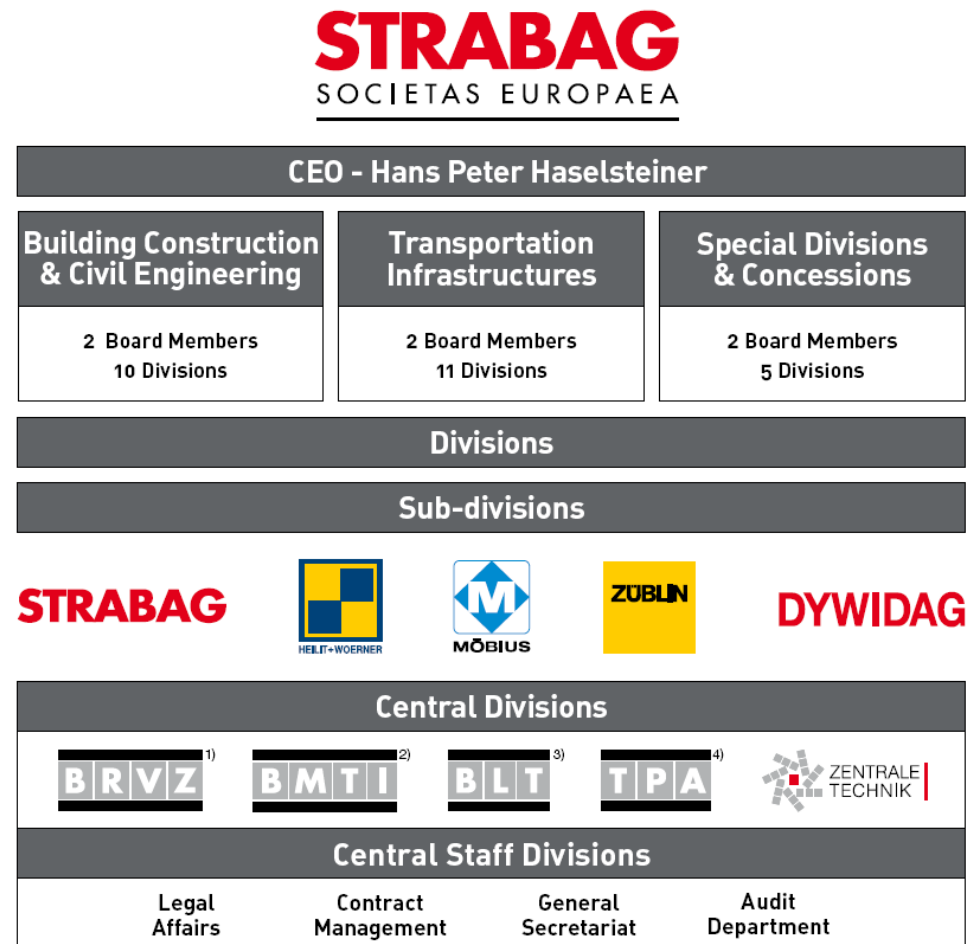 STRABAG
SOCIETAS EUROPAEA
CEO - Hans Peter Haselsteiner
Building Construction
& Civil Engineering
2 Board Members
10 Divisions
Transportation
Infrastructures
2 Board Members
11 Divisions
Special Divisions
& Concessions
2 Board Members
5 Divisions
Divisions
Sub-divisions
STRABAG
HEILIT+WOERNER
M
MÖBIUS
ZÜBLIN
DYWIDAG
Central Divisions
BRVZ 1)
BMTI 2)
BLT 3)
TPA 4)
ZENTRALE
TECHNIK
Central Staff Divisions
Legal
Affairs
Contract
Management
General
Secretariat
Audit
Department